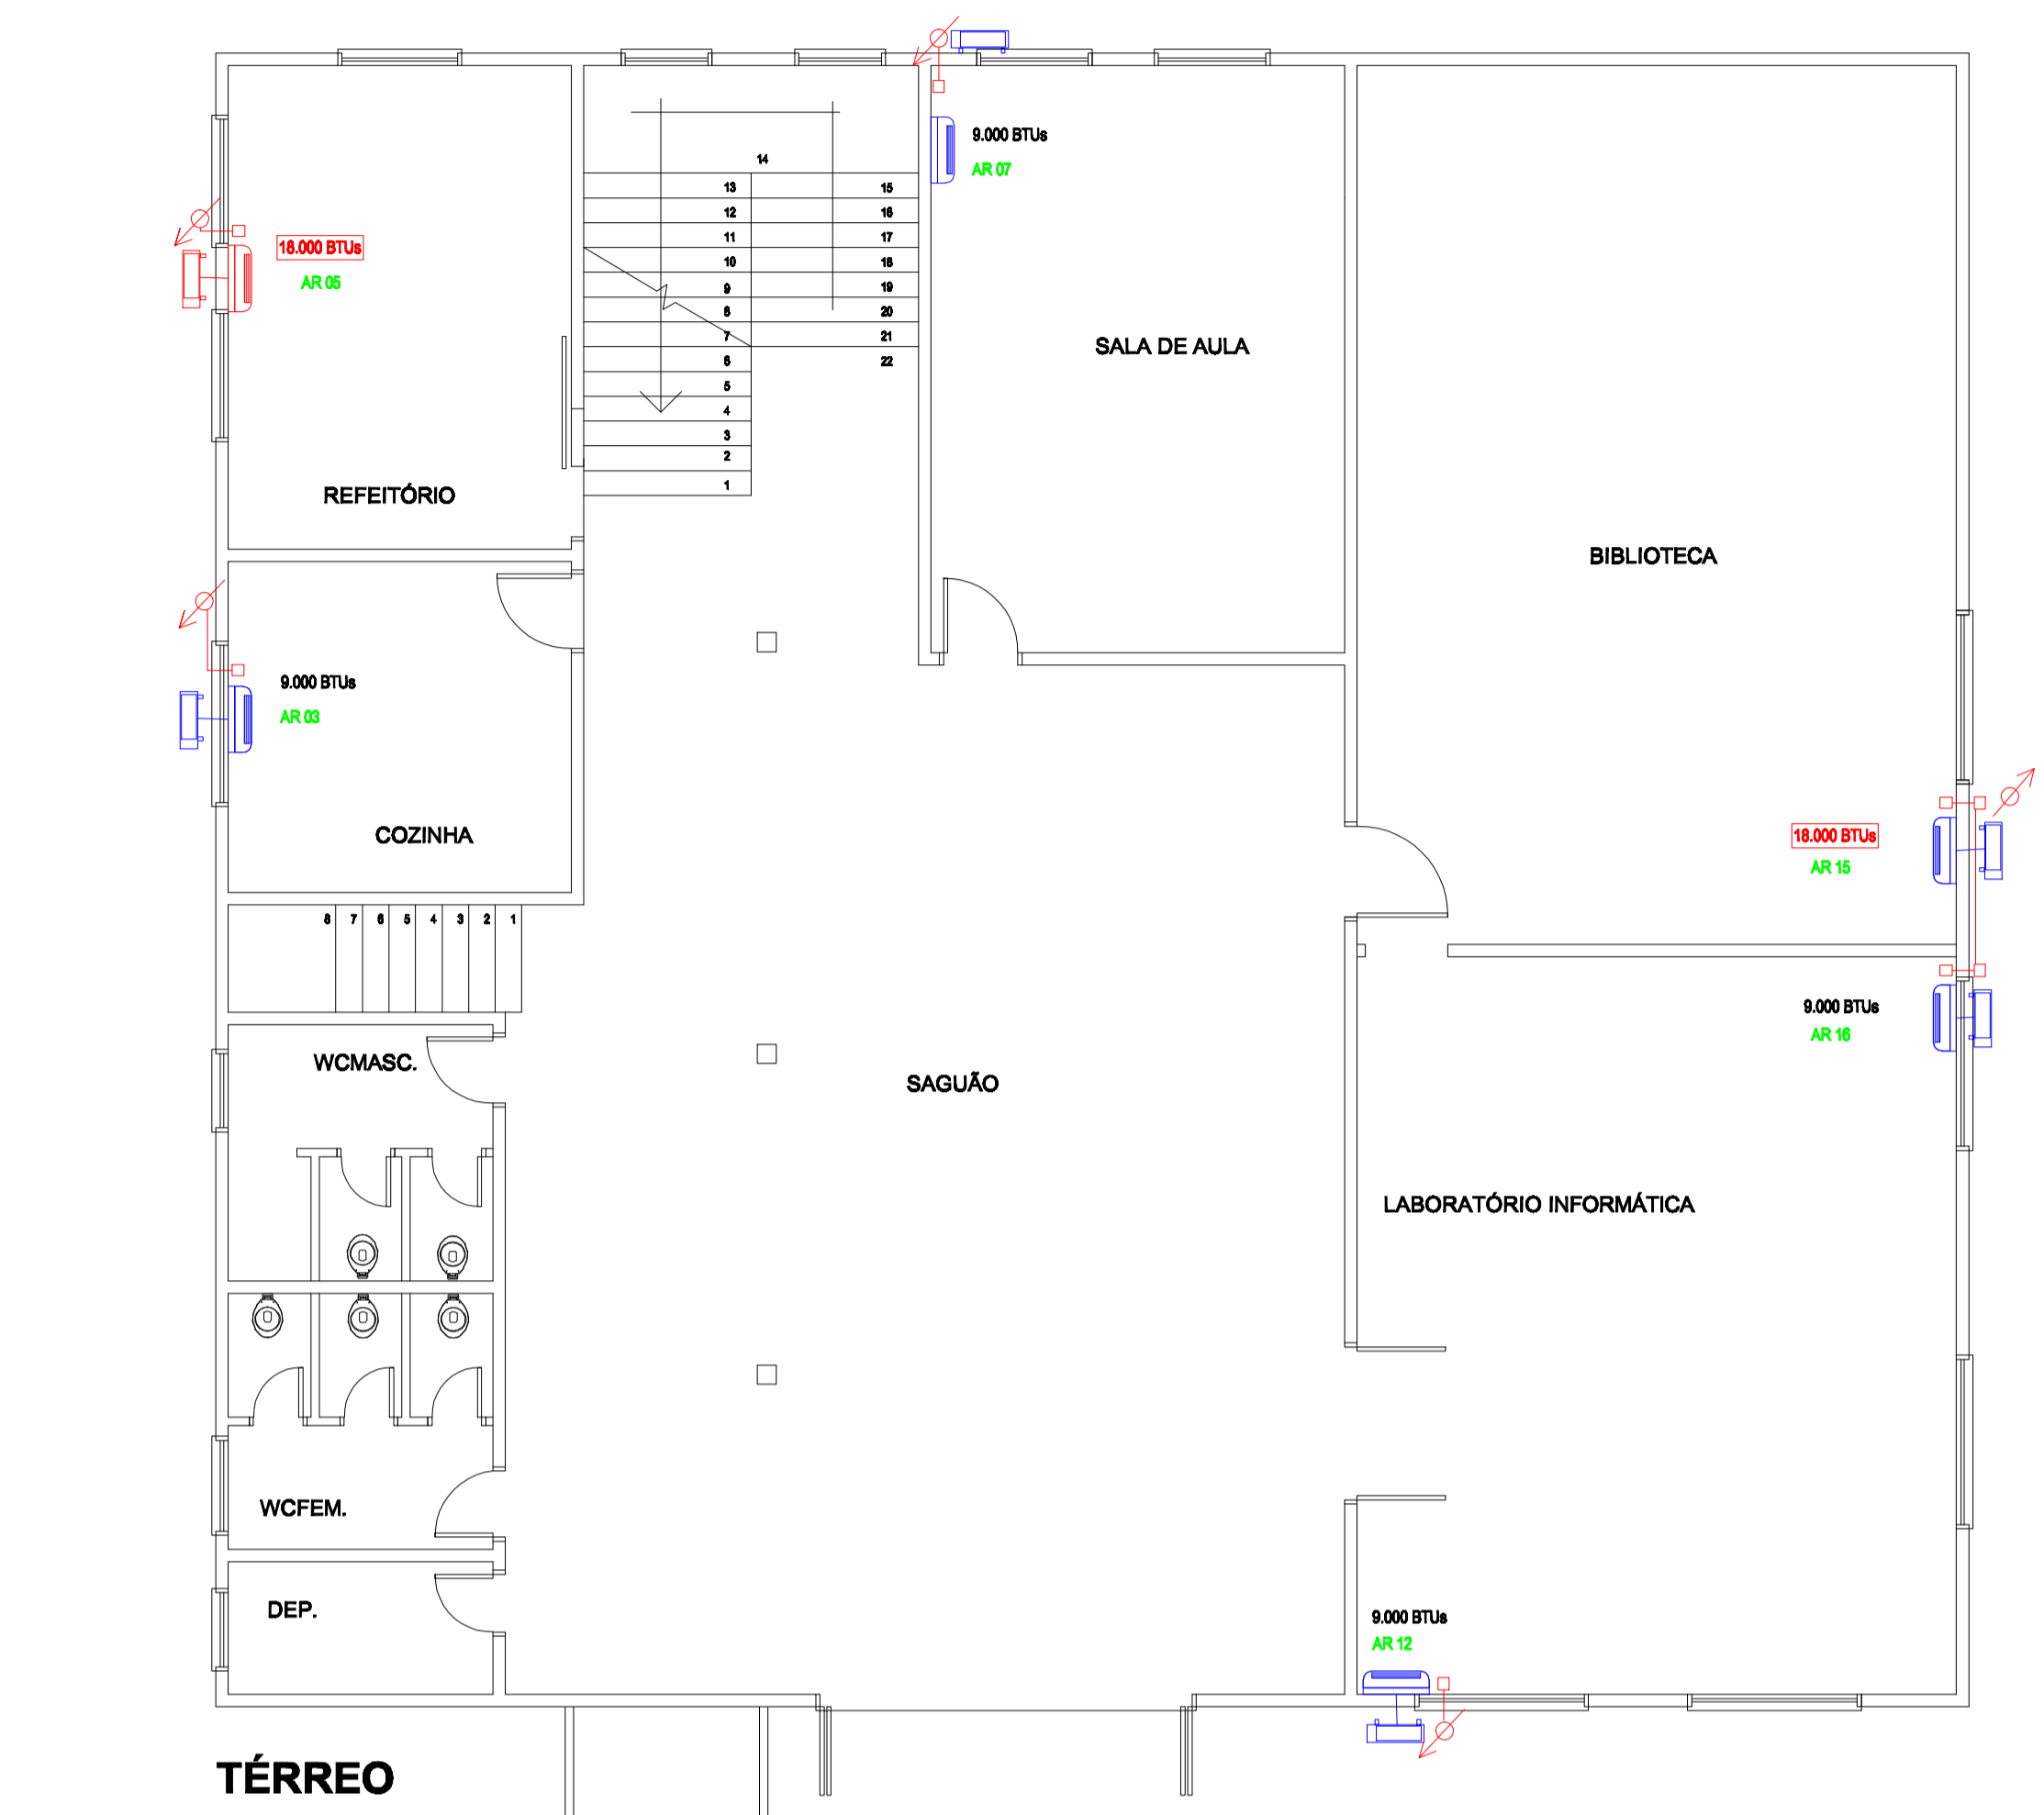 9.000 BTUs
AR 07
14
13
15
12
16
11
17
10
18
9
19
8
20
7
21
6
22
5
4
3
2
1
18.000 BTUs
AR 05
SALA DE AULA
REFEITÓRIO
BIBLIOTECA
9.000 BTUs
AR 03
COZINHA
18.000 BTUs
AR 15
8 7 6 5 4 3 2 1
9.000 BTUs
AR 16
WCMASC.
SAGUÃO
LABORATÓRIO INFORMÁTICA
WCFEM.
DEP.
9.000 BTUs
AR 12
TÉRREO